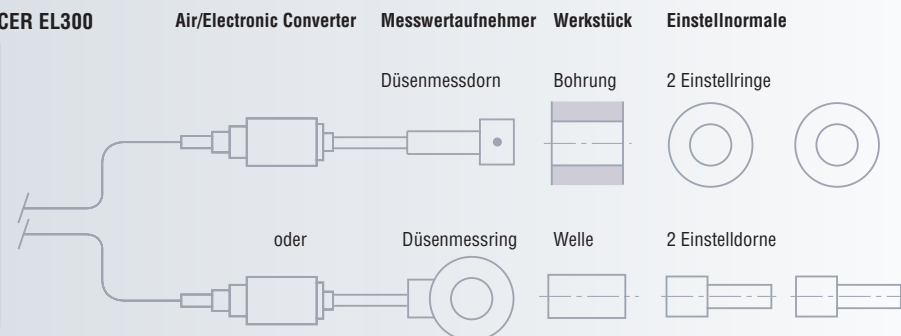 CER EL300 Air/Electronic Converter Messwertaufnehmer Werkstück Einstellnormale
Düsenmessdorn Bohrung 2 Einstellringe
oder Düsenmessring Welle 2 Einstelldorne